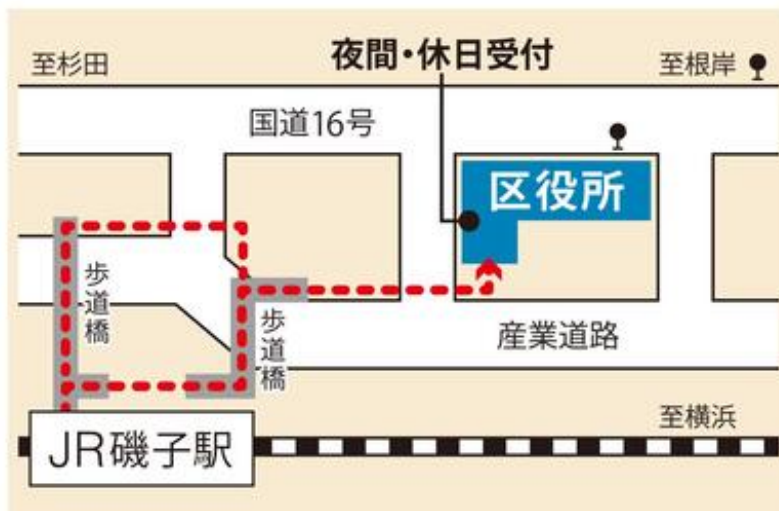 至杉田
夜間・休日受付
至根岸
国道16号
区役所
歩道橋
歩道橋
産業道路
至横浜
JR磯子駅